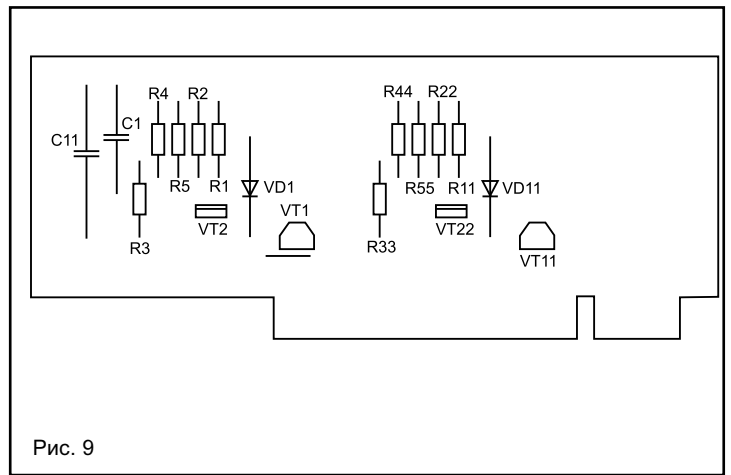 R4 R2 R44 R22
C11 C1
R5 R1 VD1 R55 R11 VD11
VT1
R3 VT2 R33 VT22 VT11
Рис. 9